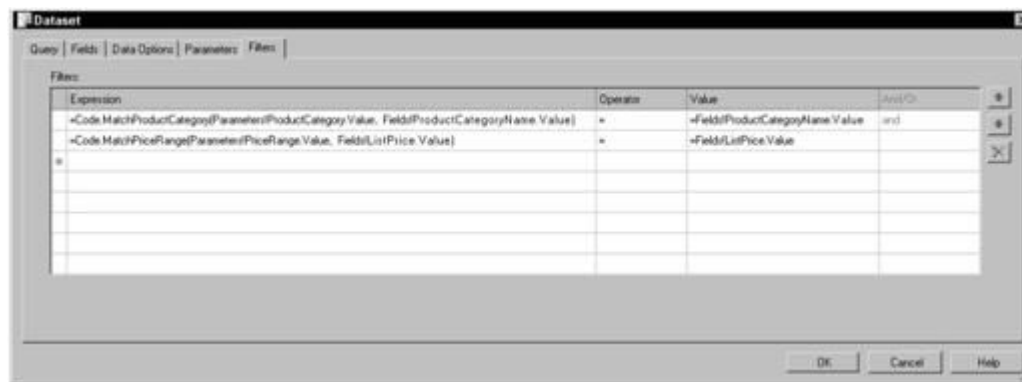 Dataset
Query Fields Data Options Parameters Filters
Filters:
Expression Operator Value And/Or
=Code.MatchProductCategory(Parameters!ProductCategory.Value, Fields!ProductCategoryName.Value) = =Fields!ProductCategoryName.Value and
=Code.MatchPriceRange(Parameters!PriceRange.Value, Fields!ListPrice.Value) = =Fields!ListPrice.Value
OK Cancel Help